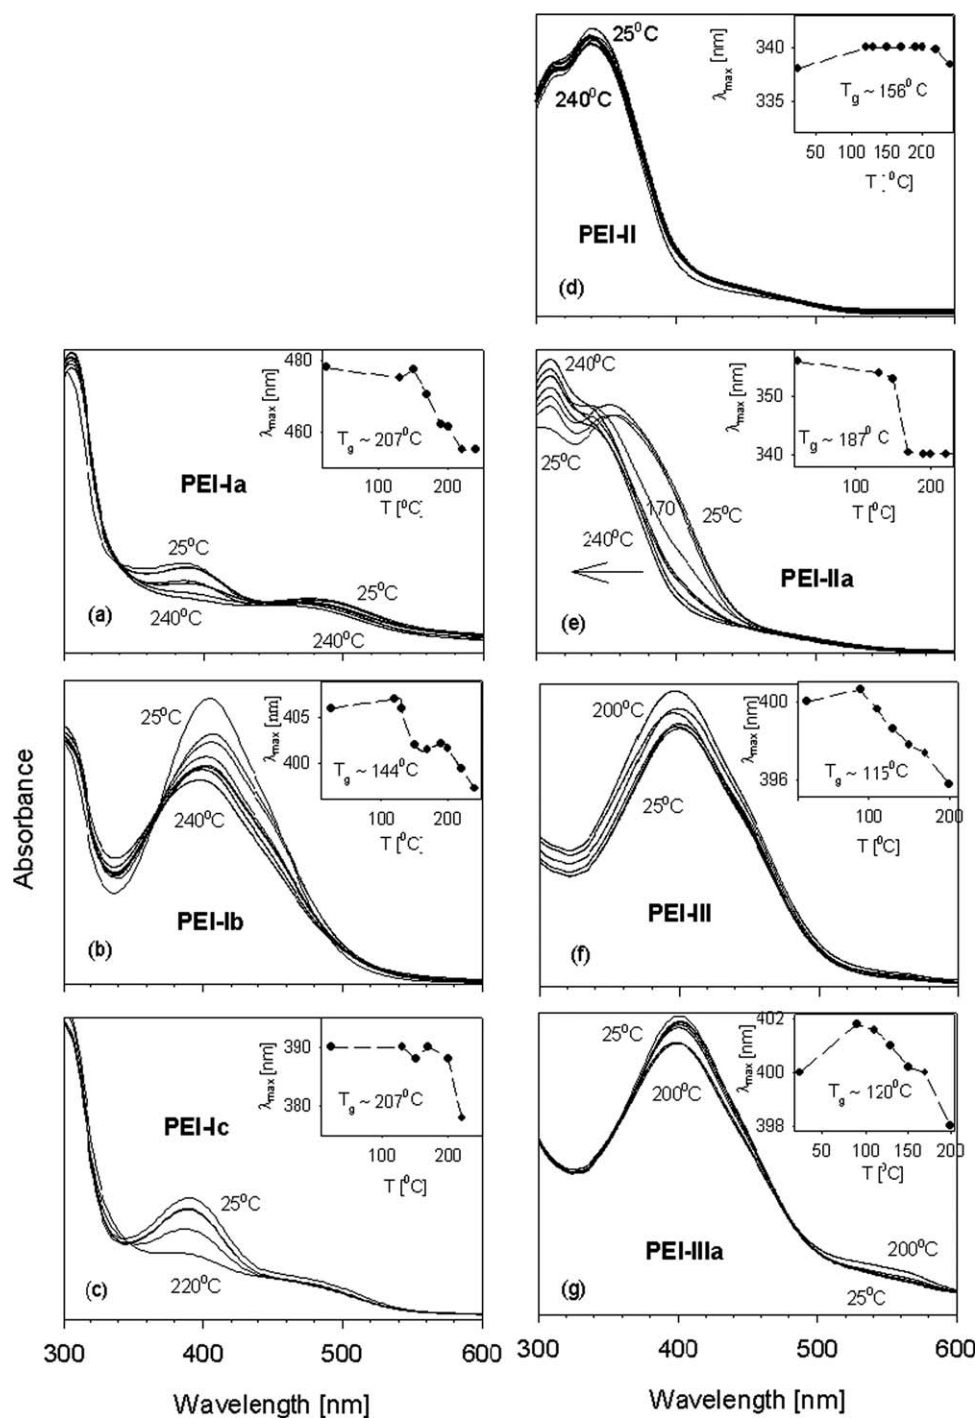 25⁰C
240⁰C
PEI-II
(d)
λmax [nm]
340
335
Tg ~ 156⁰ C
50 100 150 200
T [⁰C]
480
460
λmax [nm]
Tg ~ 207⁰C
100 200
T [⁰C]
PEI-Ia
25⁰C
240⁰C
25⁰C
240⁰C
(a)
240⁰C
25⁰C
170
25⁰C
240⁰C
PEI-IIa
(e)
λmax [nm]
350
340
Tg ~ 187⁰ C
100 200
T [⁰C]
Absorbance
25⁰C
240⁰C
PEI-Ib
(b)
λmax [nm]
405
400
Tg ~ 144⁰C
100 200
T [⁰C]
200⁰C
25⁰C
PEI-III
(f)
λmax [nm]
400
396
Tg ~ 115⁰C
0 100 200
T [⁰C]
PEI-Ic
25⁰C
220⁰C
(c)
λmax [nm]
390
380
Tg ~ 207⁰C
100 200
T [⁰C]
25⁰C
200⁰C
PEI-IIIa
200⁰C
25⁰C
(g)
λmax [nm]
402
400
398
Tg ~ 120⁰C
50 100 150 200
T [⁰C]
300 400 500 600
Wavelength [nm]
300 400 500 600
Wavelength [nm]